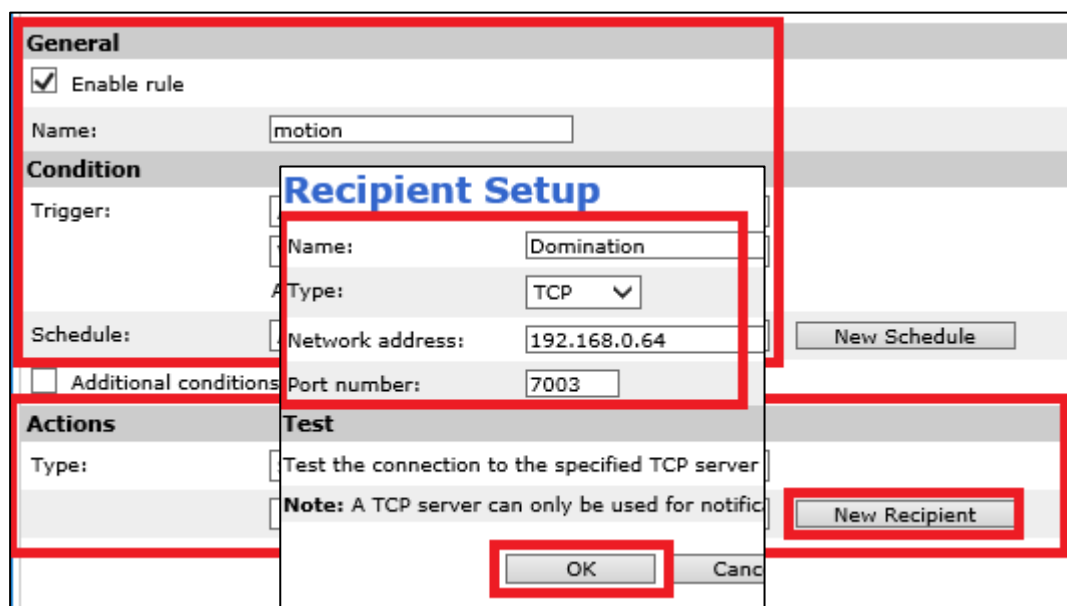 General
Enable rule
Name: motion
Condition
Trigger:
Schedule: New Schedule
Additional conditions
Actions
Type:
New Recipient
Recipient Setup
Name: Domination
Type: TCP
Network address: 192.168.0.64
Port number: 7003
Test
Test the connection to the specified TCP server
Note: A TCP server can only be used for
OK